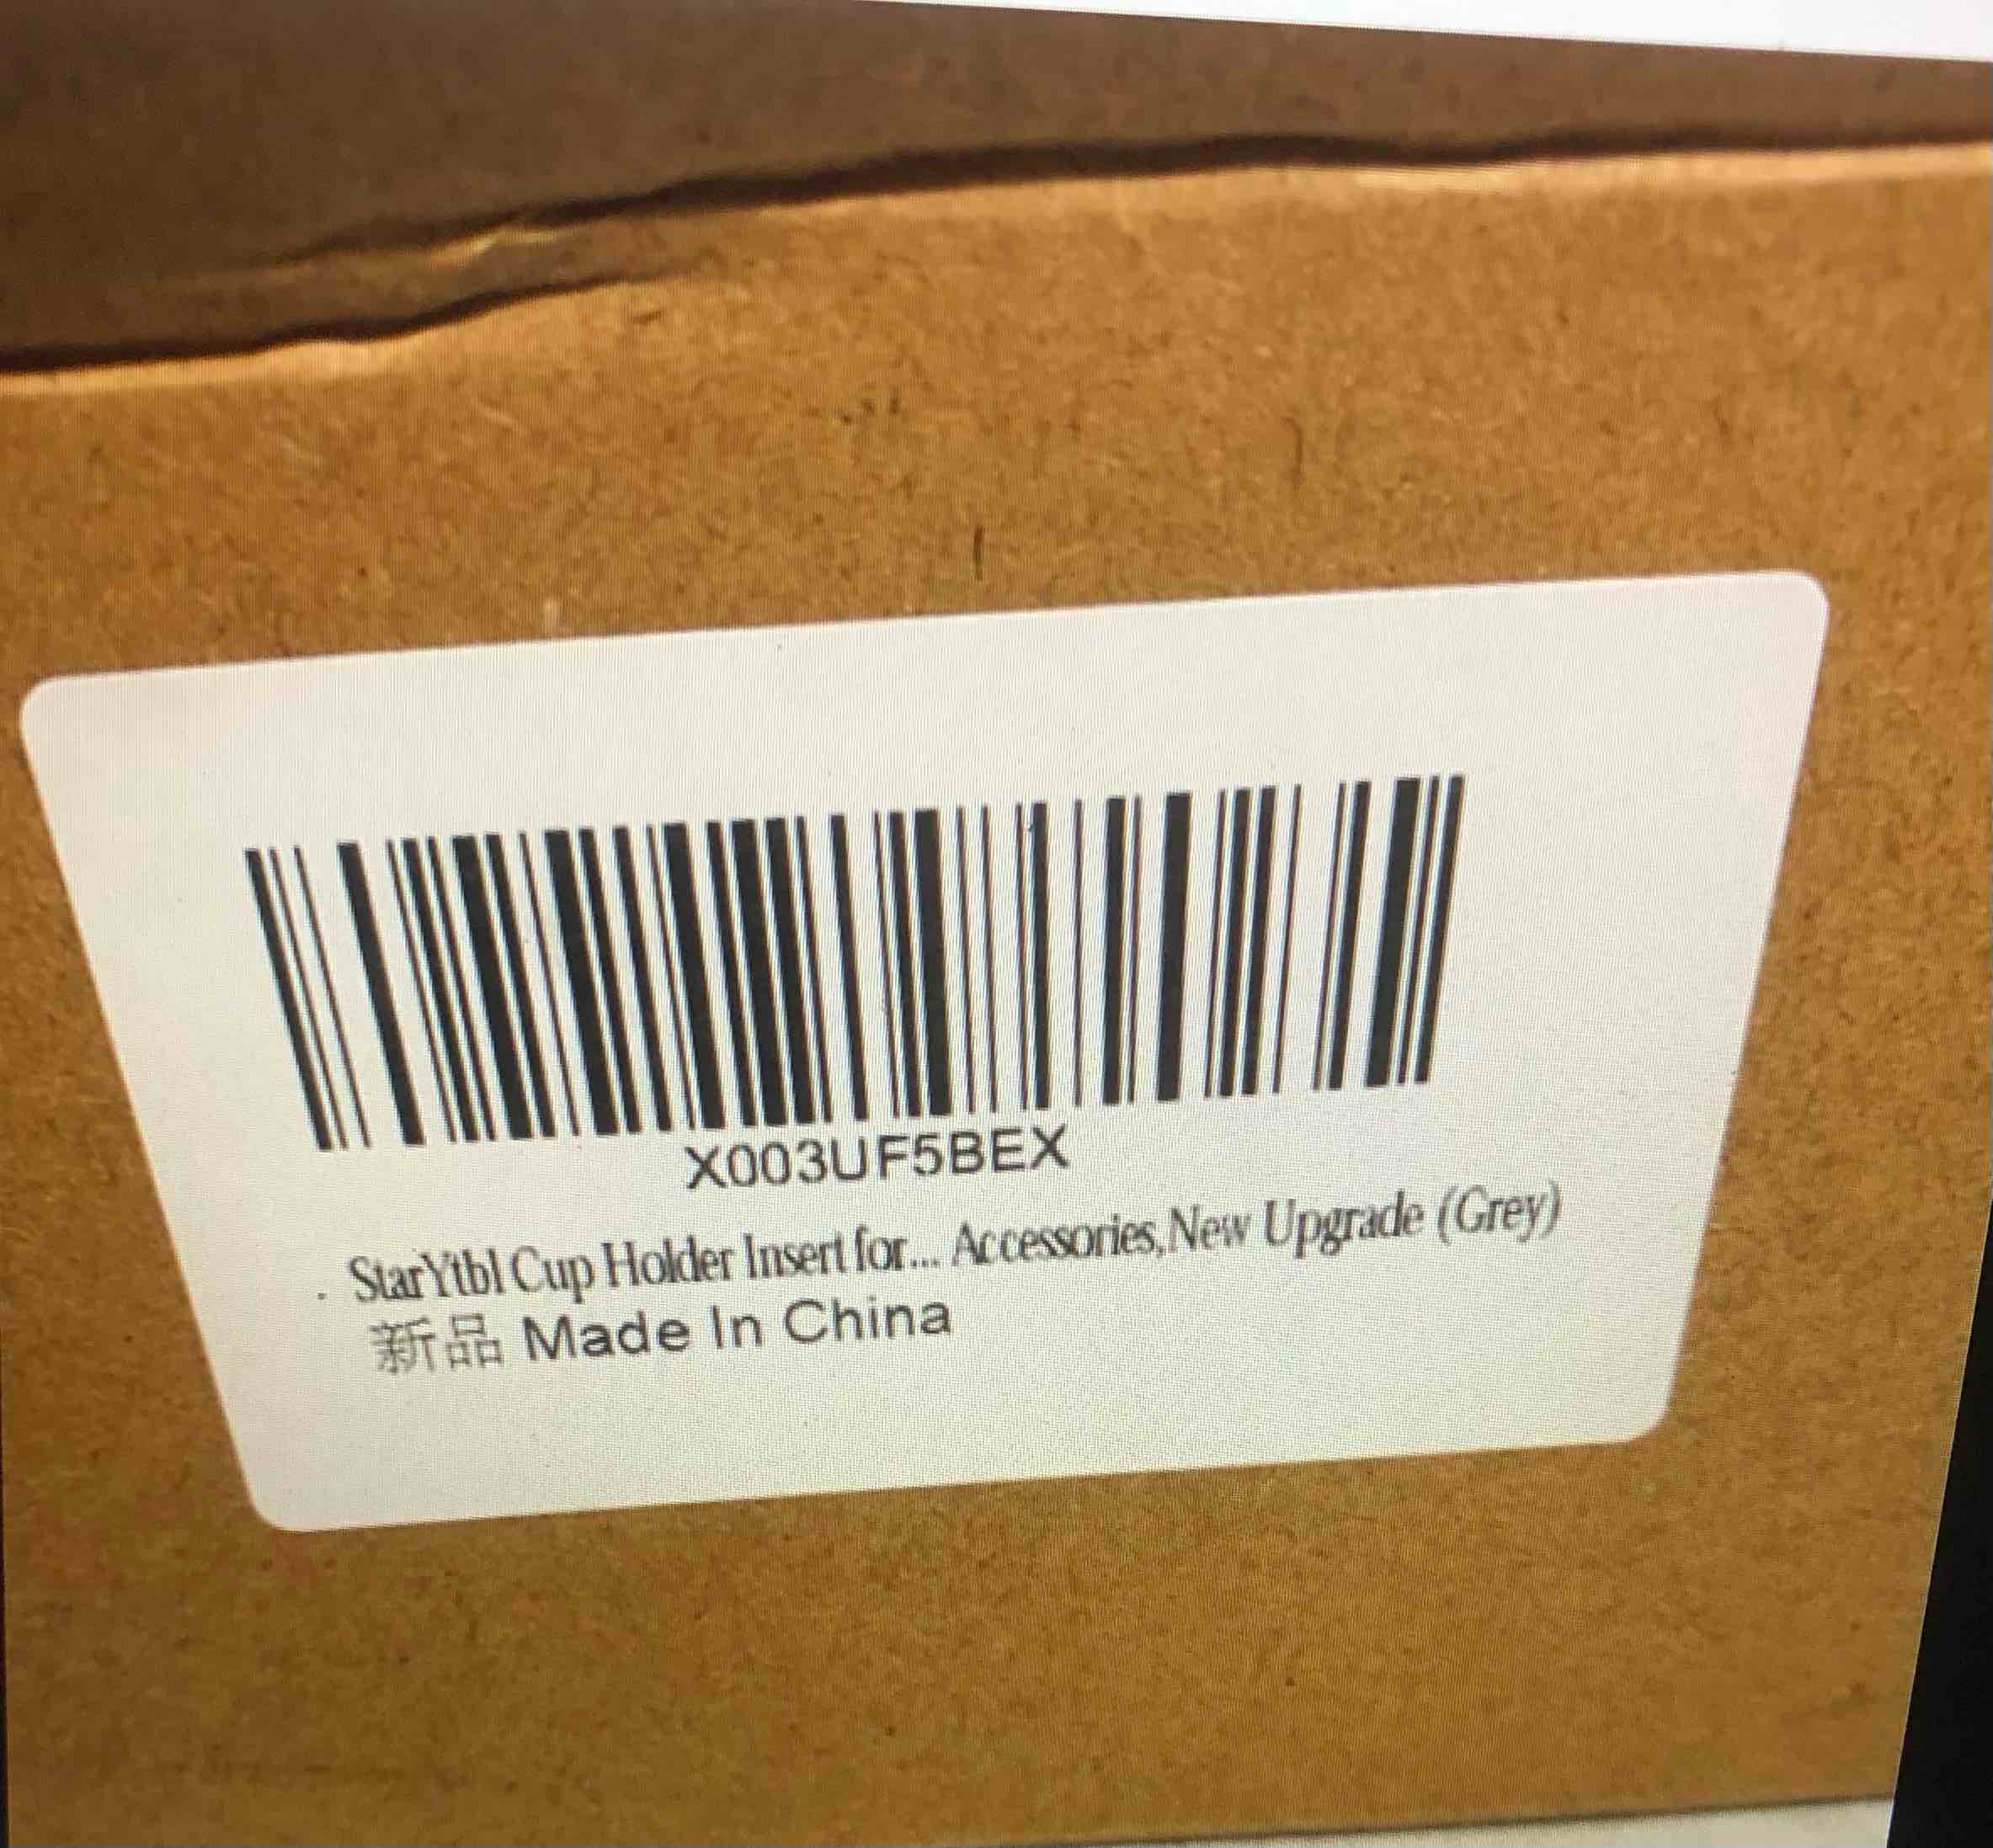 X003UF5BEX
. StarYtbl Cup Holder Insert for... Accessories,New Upgrade (Grey)
新品 Made In China